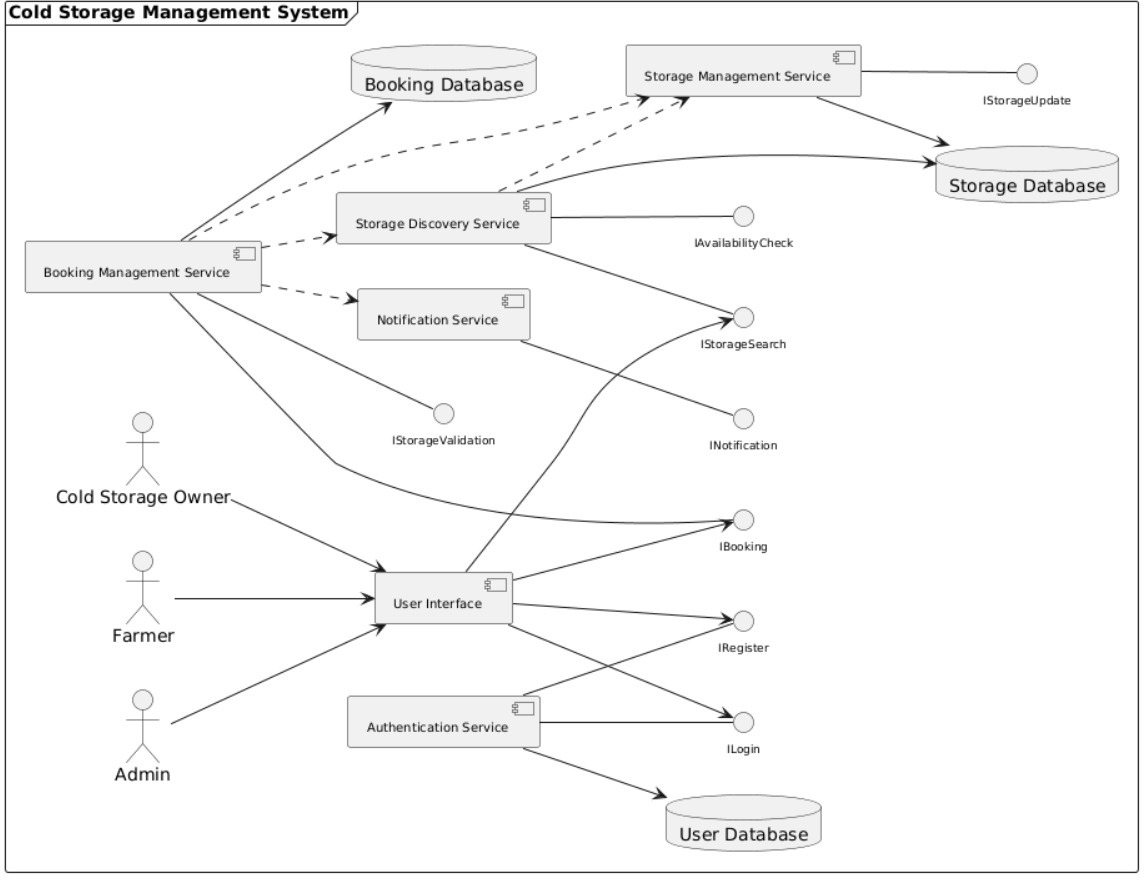 Cold Storage Management System
Booking Database
Storage Management Service
IStorageUpdate
Storage Database
Storage Discovery Service
IAvailabilityCheck
Booking Management Service
Notification Service
IStorageSearch
IStorageValidation
INotification
Cold Storage Owner
IBooking
User Interface
Farmer
IRegister
Authentication Service
ILogin
Admin
User Database